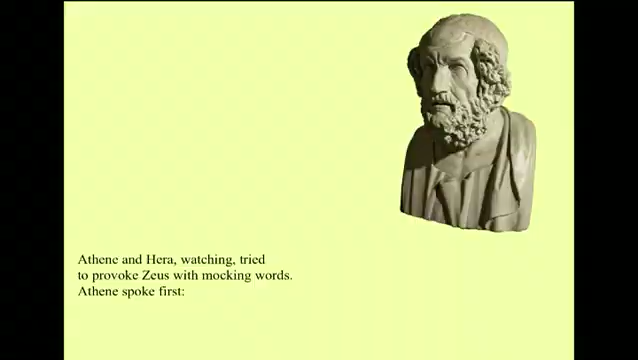 Athene and Hera, watching, tried
to provoke Zeus with mocking words.
Athene spoke first: